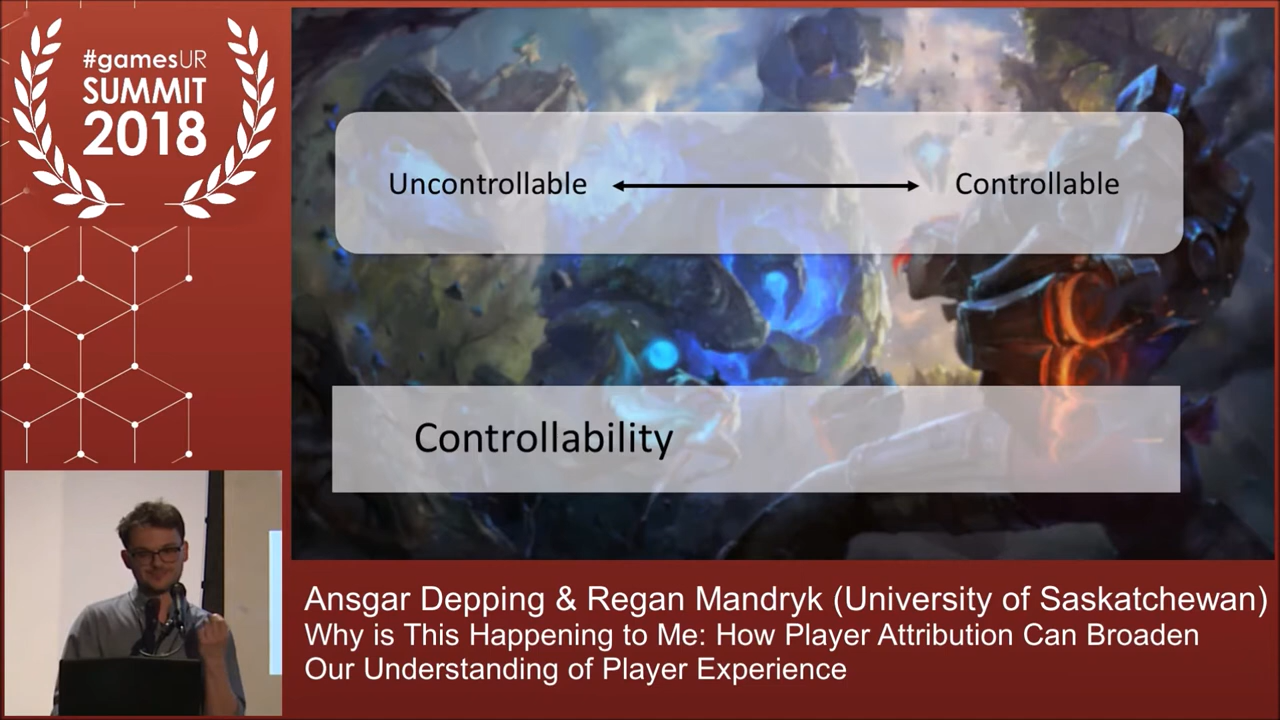 #gamesUR
SUMMIT
2018
Uncontrollable
Controllable
Controllability
Ansgar Depping & Regan Mandryk (University of Saskatchewan)
Why is This Happening to Me: How Player Attribution Can Broaden
Our Understanding of Player Experience